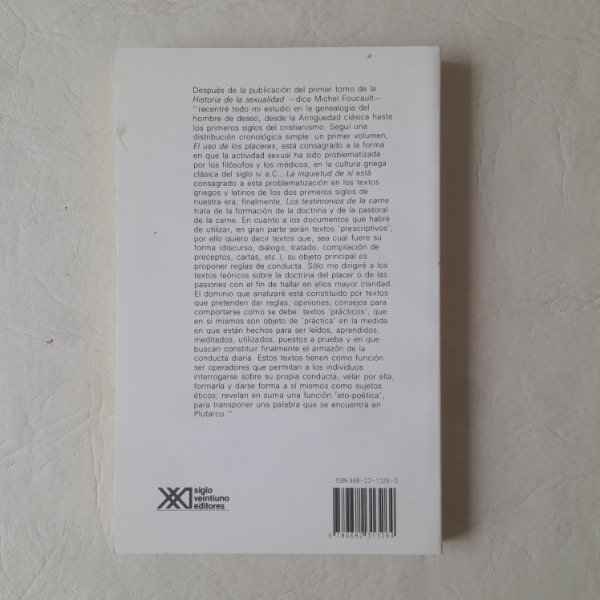 Después de la publicación del primer tomo de la
Historia de la sexualidad —dice Michel Foucault—
“recentré todo mi estudio en la genealogía del
hombre de deseo, desde la Antigüedad clásica hasta
los primeros siglos del cristianismo. Seguí una
distribución cronológica simple: un primer volumen,
El uso de los placeres, está consagrado a la forma
en que la actividad sexual ha sido problematizada
por los filósofos y los médicos, en la cultura griega
clásica del siglo IV a.C.; La inquietud de sí está
consagrado a esta problematización en los textos
griegos y latinos de los dos primeros siglos de
nuestra era; finalmente, Los testimonios de la carne
trata de la formación de la doctrina y de la pastoral
de la carne. En cuanto a los documentos que habré
de utilizar, en gran parte serán textos ‘prescriptivos’;
por ello quiero decir textos que, sea cual fuere su
forma (discurso, diálogo, tratado, compilación de
preceptos, cartas, etc.), su objeto principal es
proponer reglas de conducta. Sólo me dirigiré a los
textos teóricos sobre la doctrina del placer o de las
pasiones con el fin de hallar en ellos mayor claridad.
El dominio que analizaré está constituido por textos
que pretenden dar reglas, opiniones, consejos para
comportarse como se debe: textos ‘prácticos’, que
en sí mismos son objeto de ‘práctica’ en la medida
en que están hechos para ser leídos, aprendidos,
meditados, utilizados, puestos a prueba y en que
buscan constituir finalmente el armazón de la
conducta diaria. Estos textos tienen como función
ser operadores que permitan a los individuos
interrogarse sobre su propia conducta, velar por ella,
formarla y darse forma a sí mismos como sujetos
éticos; revelan en suma una función ‘eto-poética’,
para transponer una palabra que se encuentra en
Plutarco.”
siglo
veintiuno
editores
ISBN 968-23-1326-0
9 789682 313264